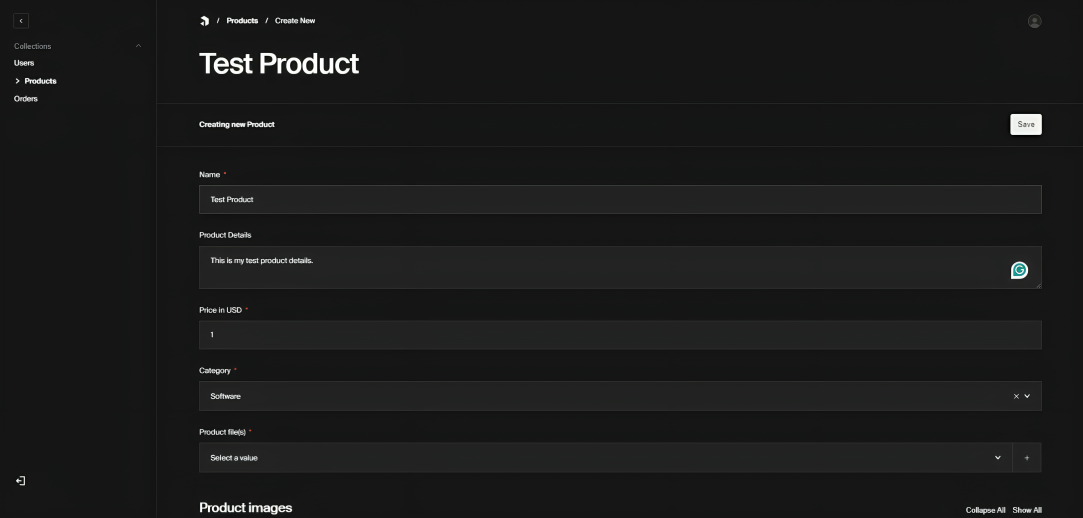 / Products / Create New
Collections
Users
Products
Orders
Test Product
Creating new Product
Save
Name *
Test Product
Product Details
This is my test product details.
Price in USD *
1
Category *
Software
Product file(s) *
Select a value
Product images
Collapse All Show All